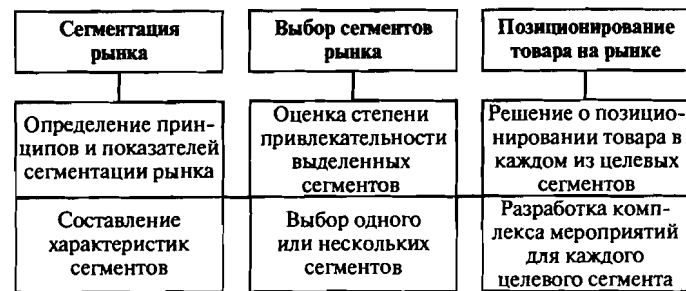 Сегментация
рынка
Выбор сегментов
рынка
Позиционирование
товара на рынке
Определение прин-
ципов и показателей
сегментации рынка
Оценка степени
привлекательности
выделенных
сегментов
Решение о позицио-
нировании товара в
каждом из целевых
сегментов
Составление
характеристик
сегментов
Выбор одного
или нескольких
сегментов
Разработка комп-
лекса мероприятий
для каждого
целевого сегмента